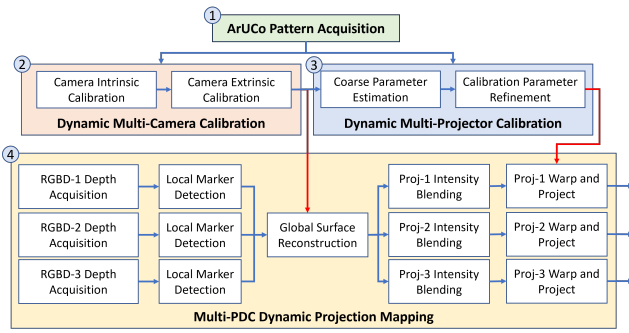 1
ArUCo Pattern Acquisition
2
Camera Intrinsic
Calibration
Camera Extrinsic
Calibration
Dynamic Multi-Camera Calibration
3
Coarse Parameter
Estimation
Calibration Parameter
Refinement
Dynamic Multi-Projector Calibration
4
RGBD-1 Depth
Acquisition
Local Marker
Detection
RGBD-2 Depth
Acquisition
Local Marker
Detection
RGBD-3 Depth
Acquisition
Local Marker
Detection
Global Surface
Reconstruction
Proj-1 Intensity
Blending
Proj-1 Warp and
Project
Proj-2 Intensity
Blending
Proj-2 Warp and
Project
Proj-3 Intensity
Blending
Proj-3 Warp and
Project
Multi-PDC Dynamic Projection Mapping